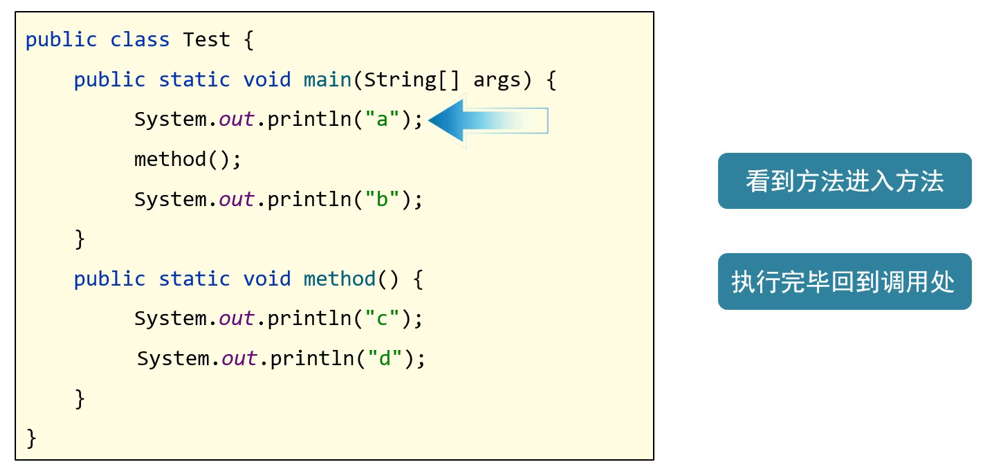 public class Test {
    public static void main(String[] args) {
        System.out.println("a");
        method();
        System.out.println("b");
    }
    public static void method() {
        System.out.println("c");
        System.out.println("d");
    }
}
看到方法进入方法
执行完毕回到调用处